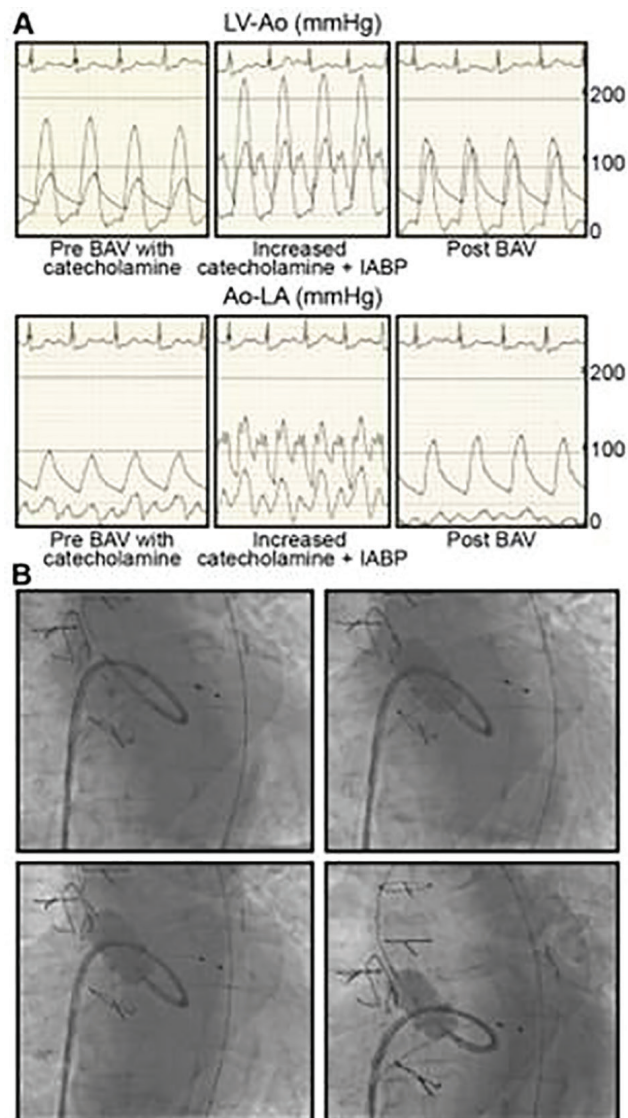 A
LV-Ao (mmHg)
200
100
0
Pre BAV with catecholamine
Increased catecholamine + IABP
Post BAV
Ao-LA (mmHg)
200
100
0
Pre BAV with catecholamine
Increased catecholamine + IABP
Post BAV
B